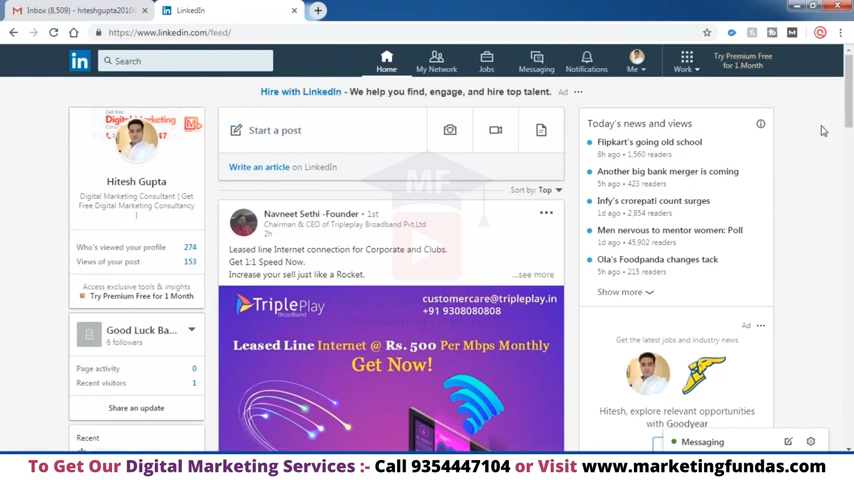 Inbox (8,509) - hiteshgupta2010
LinkedIn
https://www.linkedin.com/feed/
in
Search
Home
My Network
Jobs
Messaging
Notifications
Me
Work
Try Premium Free
for 1 Month
Hire with LinkedIn - We help you find, engage, and hire top talent. Ad
Hitesh Gupta
Digital Marketing Consultant ( Get
Free Digital Marketing Consultancy
)
Who's viewed your profile 274
Views of your post 153
Access exclusive tools & insights
Try Premium Free for 1 Month
Good Luck Ba...
6 followers
Page activity 0
Recent visitors 1
Share an update
Recent
Start a post
Write an article on LinkedIn
MF
Sort by: Top
Navneet Sethi -Founder • 1st
Chairman & CEO of Tripleplay Broadband Pvt.Ltd
2h
Leased line Internet connection for Corporate and Clubs.
Get 1:1 Speed Now.
Increase your sell just like a Rocket.
...see more
TriplePlay
Broadband
customercare@tripleplay.in
+91 9308080808
Leased Line Internet @ Rs. 500 Per Mbps Monthly
Get Now!
Today's news and views
Flipkart's going old school
8h ago • 1,560 readers
Another big bank merger is coming
5h ago • 423 readers
Infy's crorepati count surges
1d ago • 2,854 readers
Men nervous to mentor women: Poll
1d ago • 45,902 readers
Ola's Foodpanda changes tack
5h ago • 215 readers
Show more
Ad
Get the latest jobs and industry news
Hitesh, explore relevant opportunities
with Goodyear
Messaging
To Get Our Digital Marketing Services :- Call 9354447104 or Visit www.marketingfundas.com